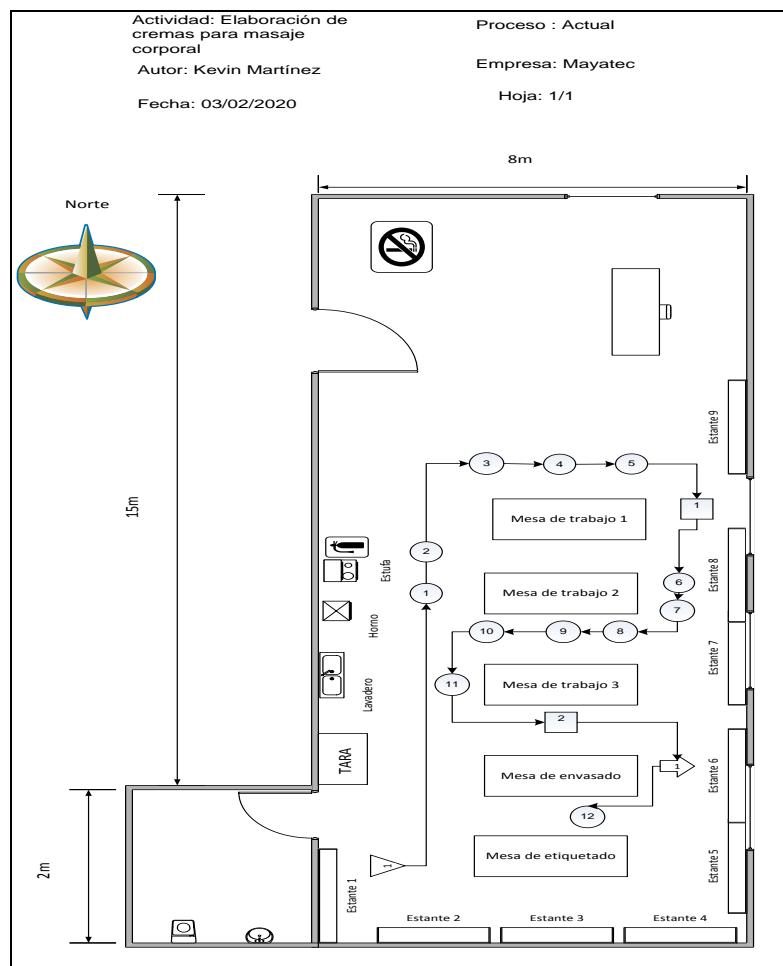 Actividad: Elaboración de
cremas para masaje
corporal
Proceso : Actual
Autor: Kevin Martínez
Empresa: Mayatec
Fecha: 03/02/2020
Hoja: 1/1
8m
Norte
15m
Estante 9
3
4
5
1
Mesa de trabajo 1
2
Estufa
1
Mesa de trabajo 2
6
Estante 8
7
Horno
10
9
8
Estante 7
11
Mesa de trabajo 3
Lavadero
2
TARA
Mesa de envasado
1
Estante 6
12
2m
Mesa de etiquetado
1
Estante 1
Estante 5
Estante 2
Estante 3
Estante 4